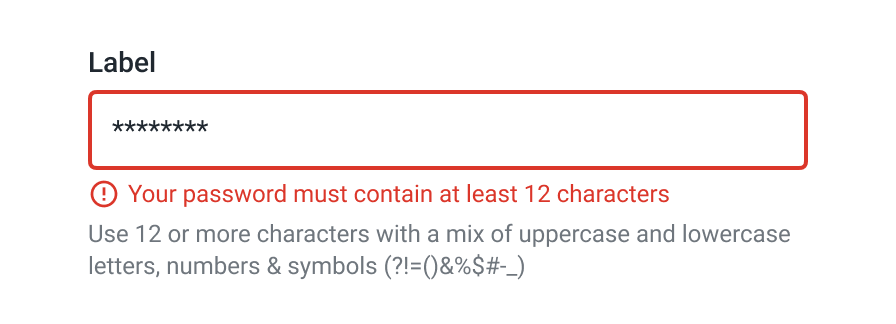 Label
********
Your password must contain at least 12 characters
Use 12 or more characters with a mix of uppercase and lowercase
letters, numbers & symbols (?!=()&%$#-_)